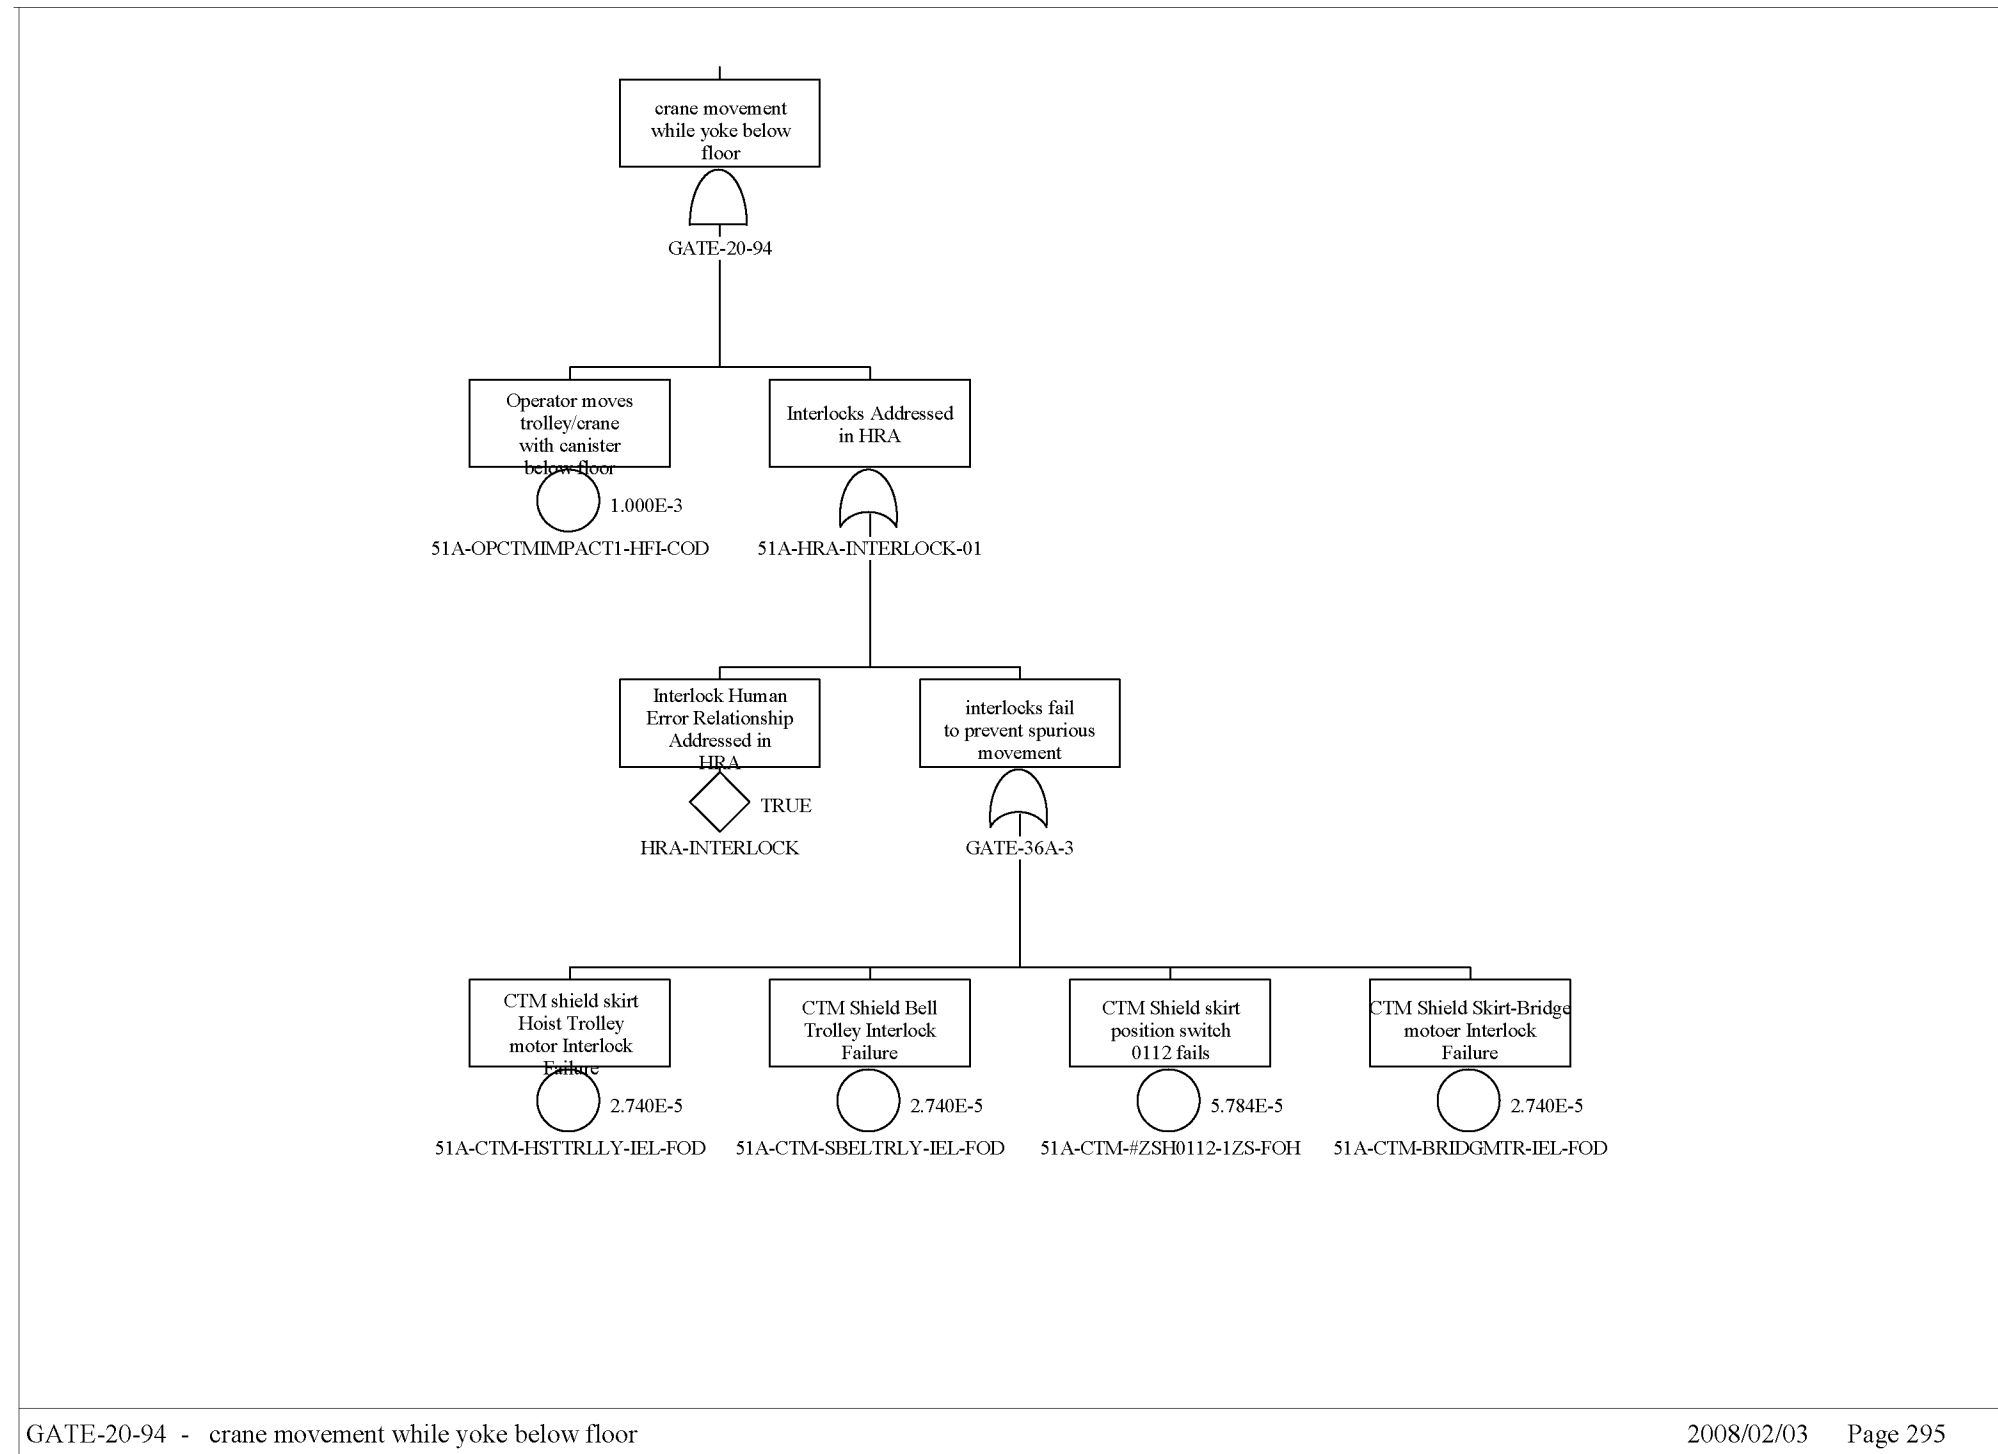 crane movement
while yoke below
floor
GATE-20-94
Operator moves
trolley/crane
with canister
below floor
1.000E-3
51A-OPCTMIMPACT1-HFI-COD
Interlocks Addressed
in HRA
51A-HRA-INTERLOCK-01
Interlock Human
Error Relationship
Addressed in
HRA
TRUE
HRA-INTERLOCK
interlocks fail
to prevent spurious
movement
GATE-36A-3
CTM shield skirt
Hoist Trolley
motor Interlock
Failure
2.740E-5
51A-CTM-HSTTRLLY-IEL-FOD
CTM Shield Bell
Trolley Interlock
Failure
2.740E-5
51A-CTM-SBELTRLY-IEL-FOD
CTM Shield skirt
position switch
0112 fails
5.784E-5
51A-CTM-#ZSH0112-1ZS-FOH
CTM Shield Skirt-Bridge
motoer Interlock
Failure
2.740E-5
51A-CTM-BRIDGMTR-IEL-FOD
GATE-20-94 - crane movement while yoke below floor
2008/02/03 Page 295